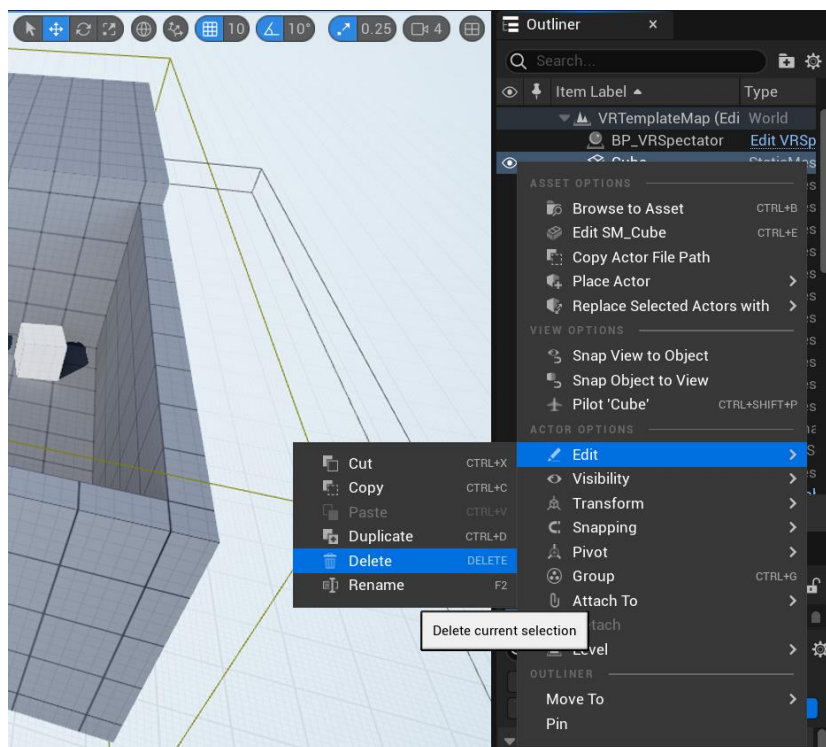 10
10°
0.25
4
Outliner
Search...
Item Label
Type
VRTemplateMap (Edi
World
BP_VRSpectator
Edit VRSp
Cube
StaticMes
ASSET OPTIONS
Browse to Asset CTRL+B
Edit SM_Cube CTRL+E
Copy Actor File Path
Place Actor
Replace Selected Actors with
VIEW OPTIONS
Snap View to Object
Snap Object to View
Pilot 'Cube' CTRL+SHIFT+P
ACTOR OPTIONS
Edit
Visibility
Transform
Snapping
Pivot
Group CTRL+G
Attach To
Level
OUTLINER
Move To
Pin
Cut CTRL+X
Copy CTRL+C
Paste CTRL+V
Duplicate CTRL+D
Delete DELETE
Rename F2
Delete current selection